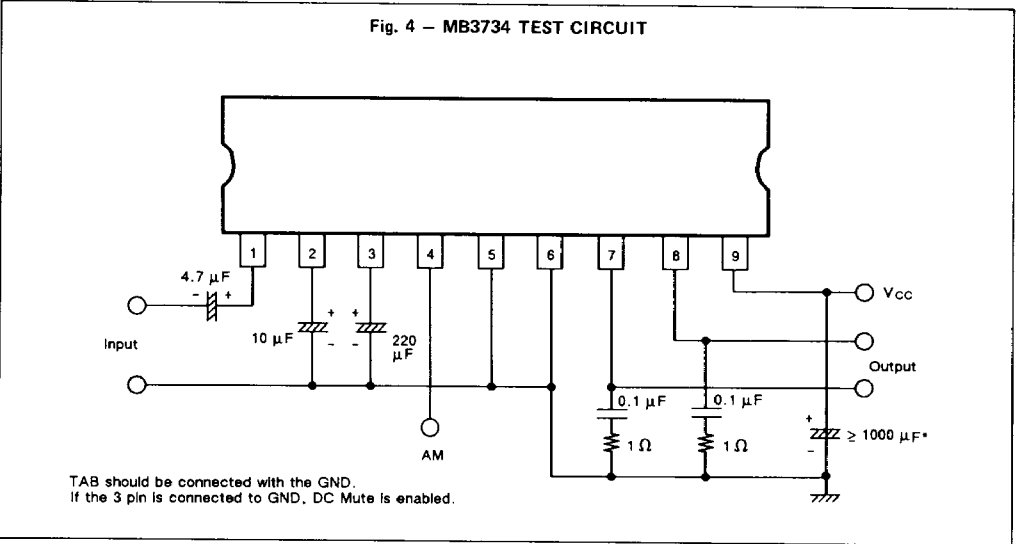 Fig. 4 — MB3734 TEST CIRCUIT
1 2 3 4 5 6 7 8 9
4.7 μF
- +
Vcc
Input
10 μF
+
-
+
-
220
μF
Output
0.1 μF
0.1 μF
1 Ω
1 Ω
+
-
≥ 1000 μF*
AM
TAB should be connected with the GND.
If the 3 pin is connected to GND, DC Mute is enabled.